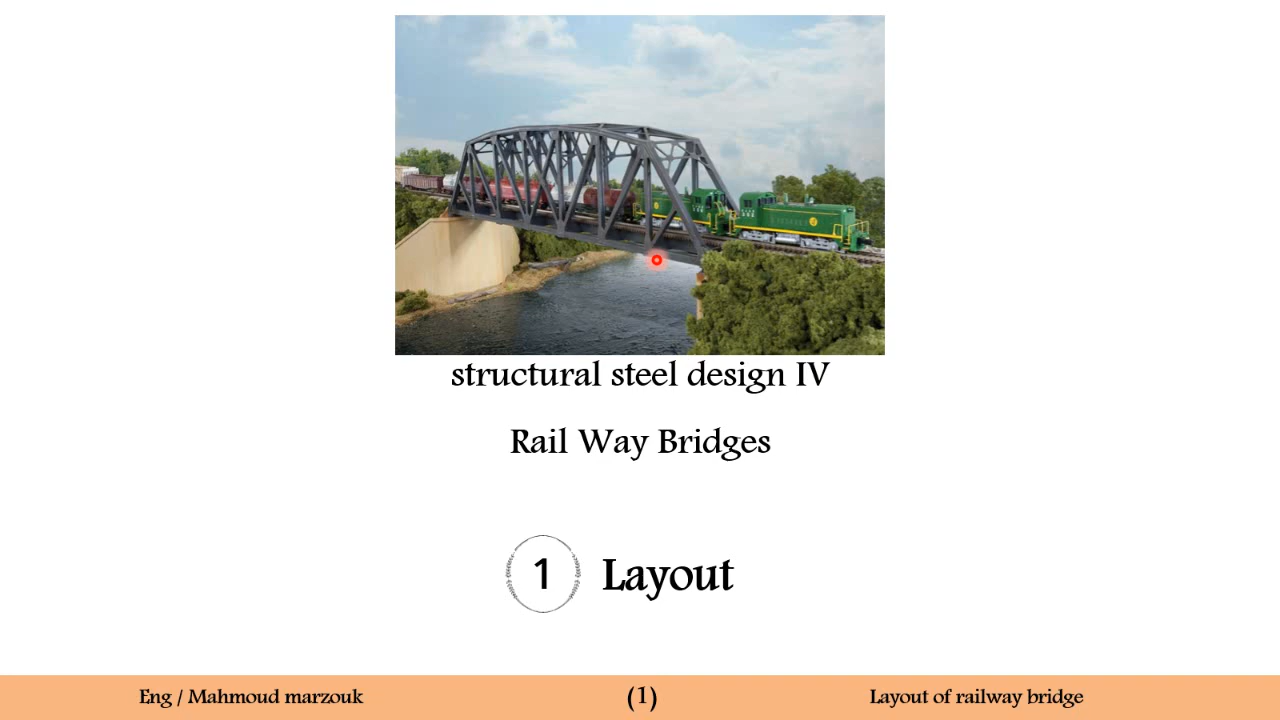 structural steel design IV
Rail Way Bridges
1 Layout
Eng / Mahmoud marzouk
(1)
Layout of railway bridge